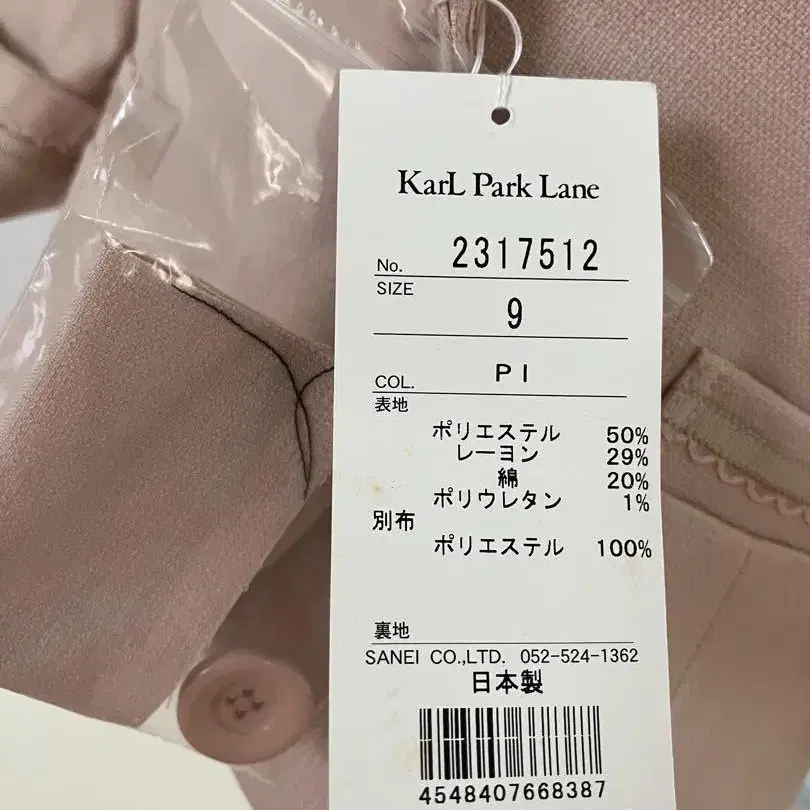 KarL Park Lane
No. 2317512
SIZE
9
COL. PI
表地
ポリエステル 50%
レーヨン 29%
綿 20%
ポリウレタン 1%
別布
ポリエステル 100%
裏地
SANEI CO.,LTD. 052-524-1362
日本製
4548407668387